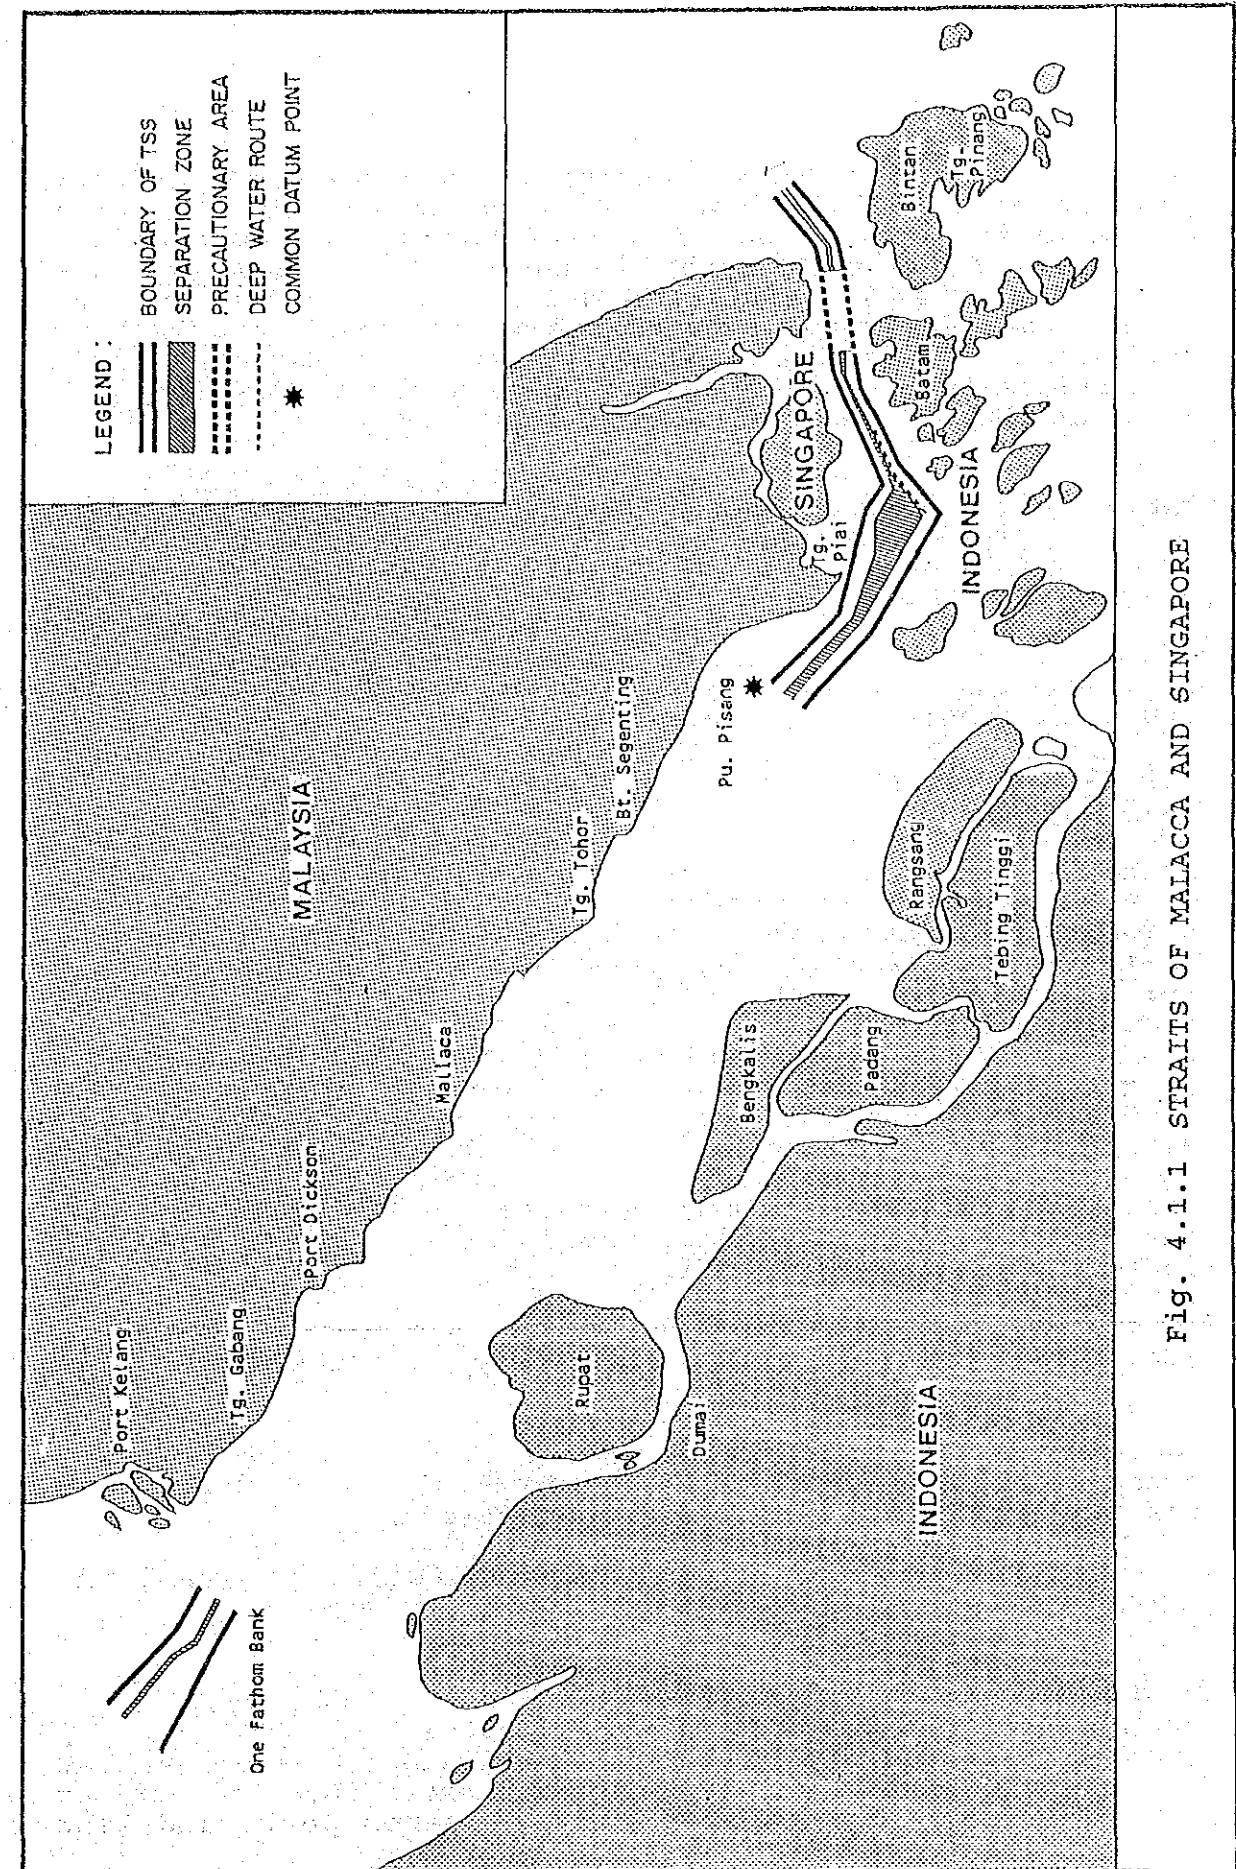 LEGEND :
BOUNDARY OF TSS
SEPARATION ZONE
PRECAUTIONARY AREA
DEEP WATER ROUTE
COMMON DATUM POINT
MALAYSIA
Port Kelang
Tg. Gabang
Port Dickson
Mallaca
Tg. Tohor
Bt. Segenting
Pu. Pisang
Tg.
Piai
SINGAPORE
One Fathom Bank
Rupat
Dumai
Bengkalis
Padang
Rangsang
Tebing Tinggi
INDONESIA
INDONESIA
Batam
Bintan
Tg.
Pinang
Fig. 4.1.1 STRAITS OF MALACCA AND SINGAPORE